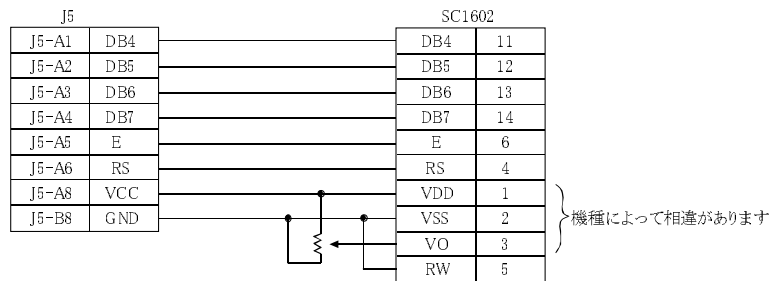 J5 SC1602
J5-A1 DB4 DB4 11
J5-A2 DB5 DB5 12
J5-A3 DB6 DB6 13
J5-A4 DB7 DB7 14
J5-A5 E E 6
J5-A6 RS RS 4
J5-A8 VCC VDD 1
J5-B8 GND VSS 2 機種によって相違があります
VO 3
RW 5